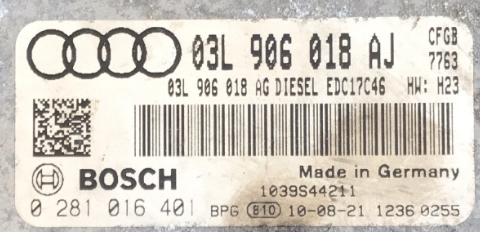 03L 906 018 AJ CFGB
7763
03L 906 018 AG DIESEL EDC17C46 HW: H23
BOSCH Made in Germany
1039S44211
0 281 016 401 BPG B10 10-08-21 1236 0255